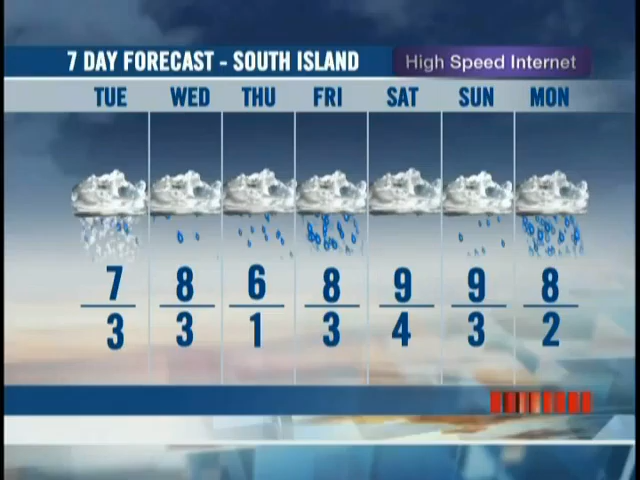 7 DAY FORECAST - SOUTH ISLAND High Speed Internet
TUE WED THU FRI SAT SUN MON
7 8 6 8 9 9 8
3 3 1 3 4 3 2